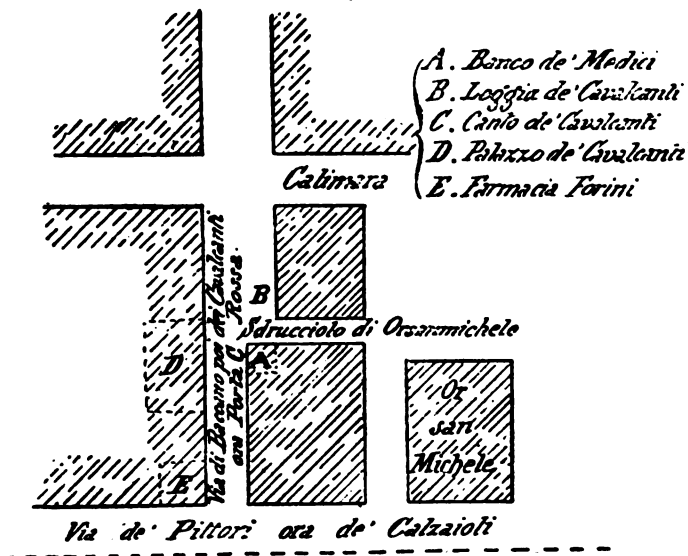 A. Banco de' Medici
B. Loggia de' Cavalcanti
C. Canto de' Cavalcanti
D. Palazzo de' Cavalcanti
E. Farmacia Forini
Calimara
Via di Baccano poi dei Cavalcanti
ora Porta Rossa.
C
B
Sdrucciolo di Orsanmichele
A
D
Or
san
Michele
E
Via de' Pittori ora de' Calzaioli